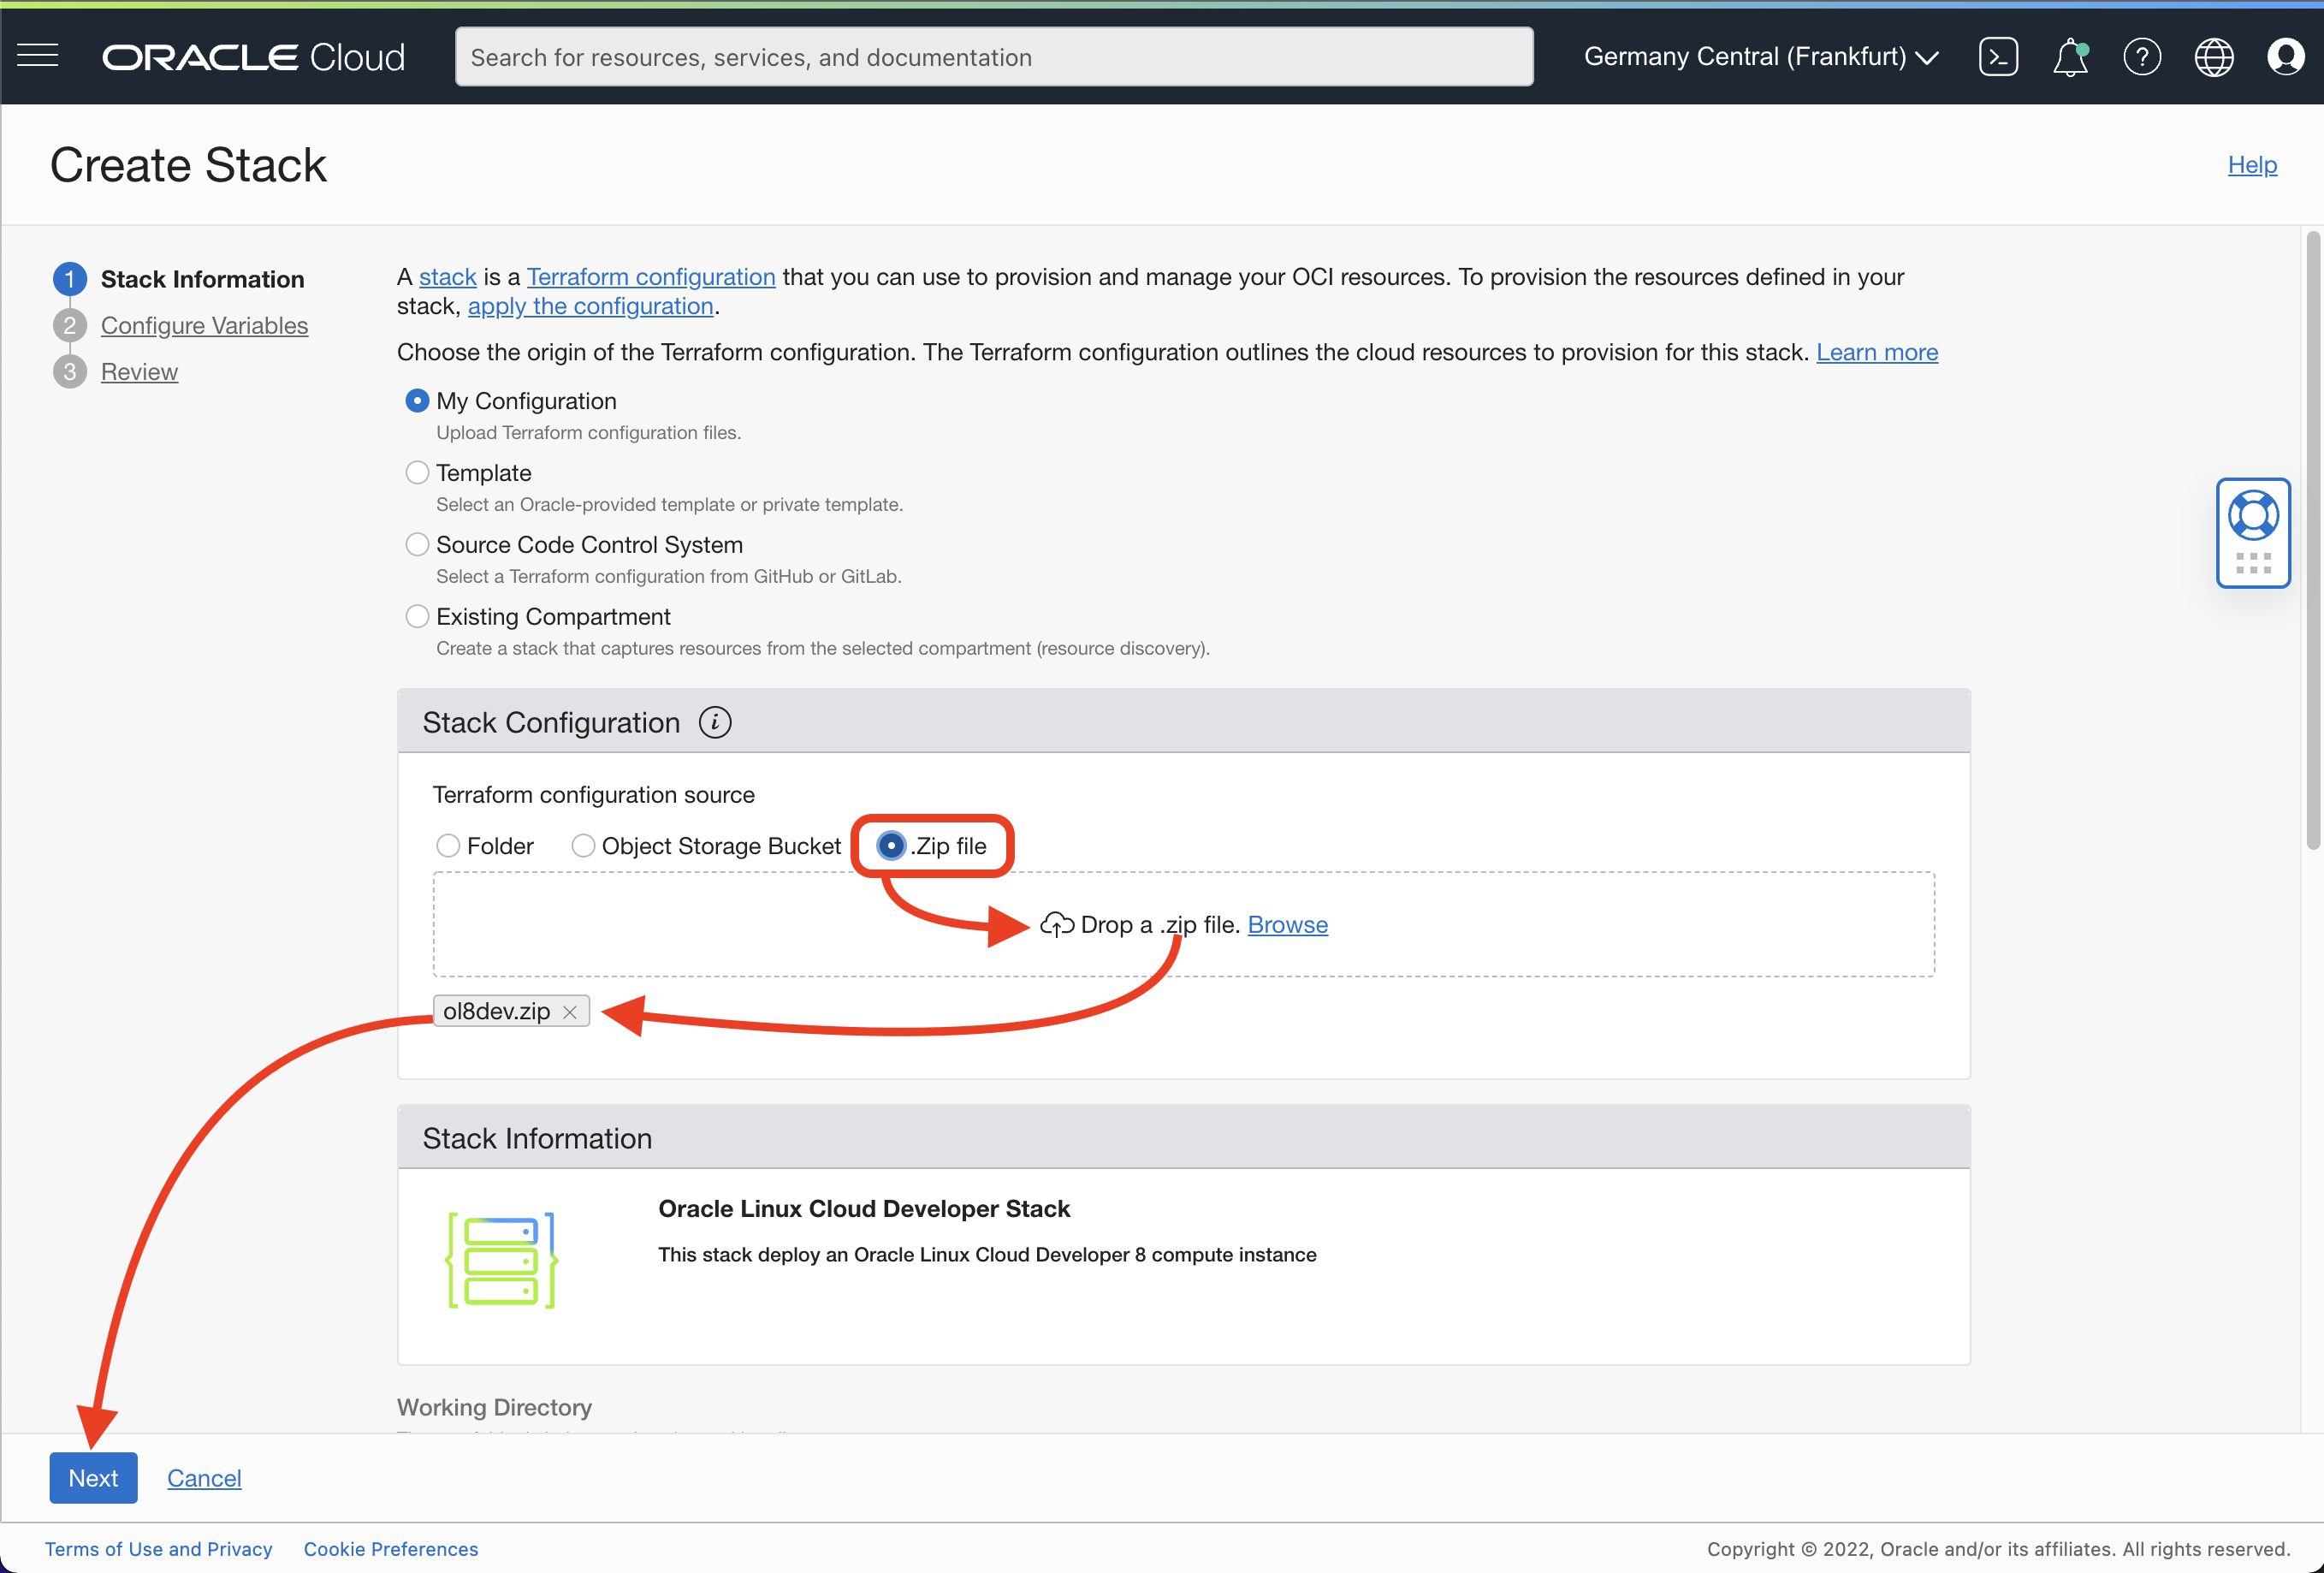 ORACLE Cloud
Search for resources, services, and documentation
Germany Central (Frankfurt)
Create Stack
Help
1 Stack Information
2 Configure Variables
3 Review
A stack is a Terraform configuration that you can use to provision and manage your OCI resources. To provision the resources defined in your
stack, apply the configuration.
Choose the origin of the Terraform configuration. The Terraform configuration outlines the cloud resources to provision for this stack. Learn more
My Configuration
Upload Terraform configuration files.
Template
Select an Oracle-provided template or private template.
Source Code Control System
Select a Terraform configuration from GitHub or GitLab.
Existing Compartment
Create a stack that captures resources from the selected compartment (resource discovery).
Stack Configuration i
Terraform configuration source
Folder Object Storage Bucket .Zip file
Drop a .zip file. Browse
ol8dev.zip ×
Stack Information
Oracle Linux Cloud Developer Stack
This stack deploy an Oracle Linux Cloud Developer 8 compute instance
Working Directory
Next Cancel
Terms of Use and Privacy Cookie Preferences
Copyright © 2022, Oracle and/or its affiliates. All rights reserved.